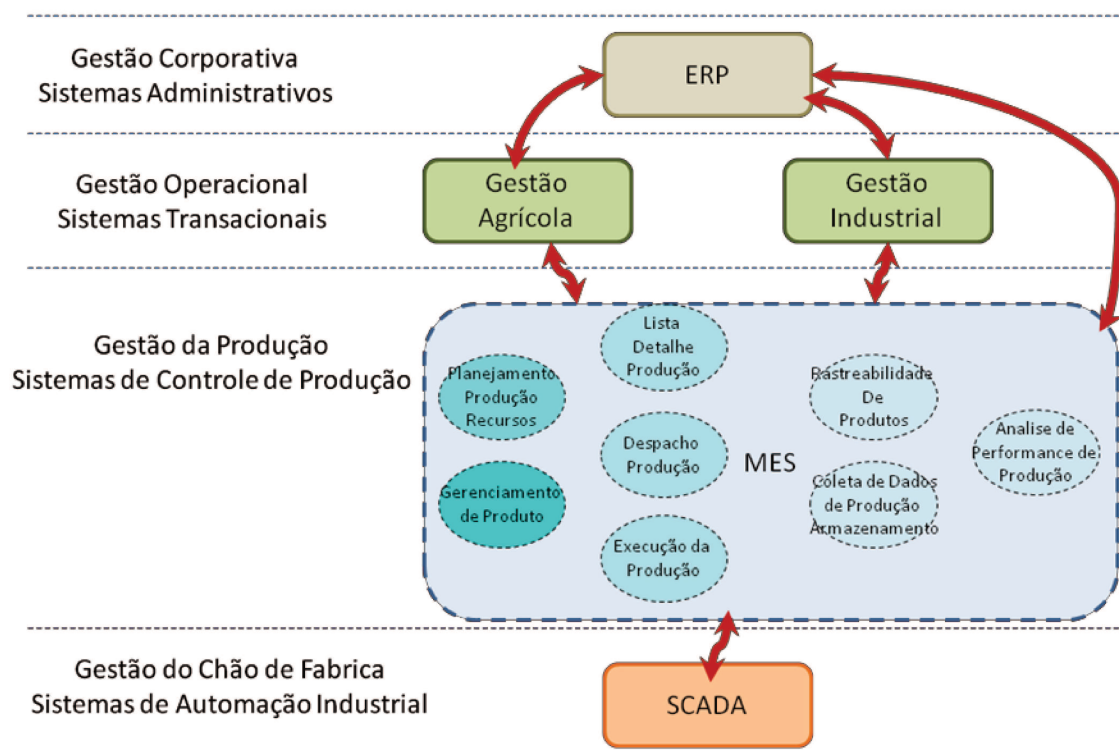 Gestão Corporativa
Sistemas Administrativos
ERP
Gestão Operacional
Sistemas Transacionais
Gestão
Agrícola
Gestão
Industrial
Gestão da Produção
Sistemas de Controle de Produção
Planejamento
Produção
Recursos
Gerenciamento
de Produto
Lista
Detalhe
Produção
Despacho
Produção
Execução da
Produção
MES
Rastreabilidade
De
Produtos
Coleta de Dados
de Produção
Armazenamento
Analise de
Performance de
Produção
Gestão do Chão de Fabrica
Sistemas de Automação Industrial
SCADA